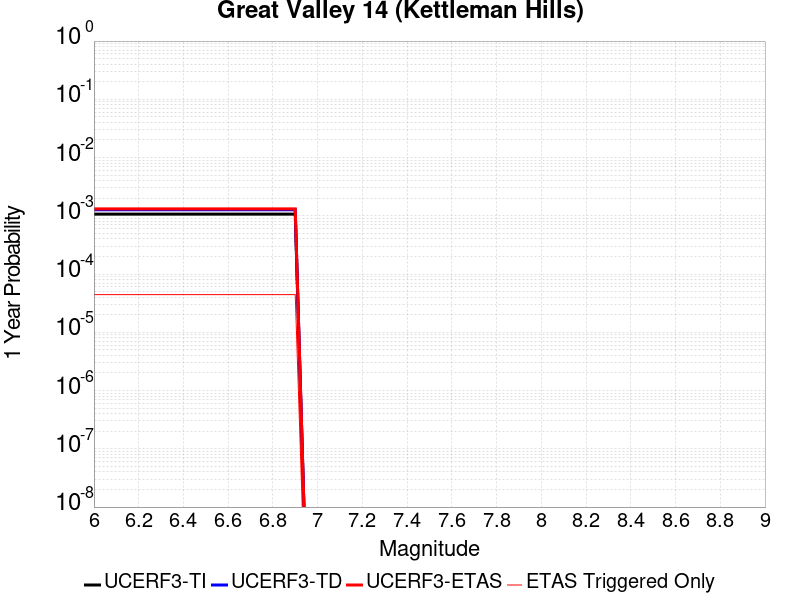 Great Valley 14 (Kettleman Hills)
10^0
10^-1
10^-2
10^-3
10^-4
10^-5
10^-6
10^-7
10^-8
1 Year Probability
6 6.2 6.4 6.6 6.8 7 7.2 7.4 7.6 7.8 8 8.2 8.4 8.6 8.8 9
Magnitude
UCERF3-TI UCERF3-TD UCERF3-ETAS ETAS Triggered Only